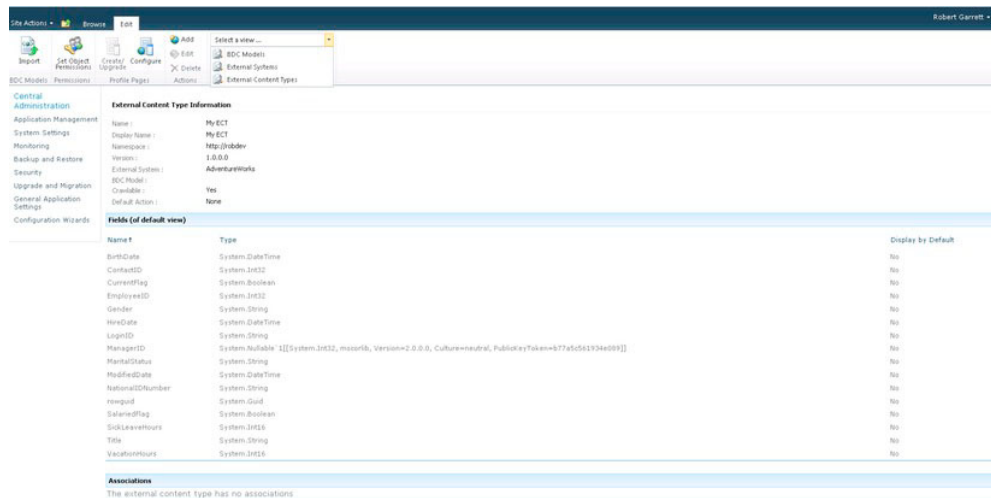 Robert Garrett
Site Actions Browse Edit
Import
Set Object Permissions
Create/ Upgrade
Configure
Add
Edit
Delete
Select a view ...
BDC Models
External Systems
External Content Types
BDC Models Permissions Profile Pages Actions
Central Administration
Application Management
System Settings
Monitoring
Backup and Restore
Security
Upgrade and Migration
General Application Settings
Configuration Wizards
External Content Type Information
Name : My ECT
Display Name : My ECT
Namespace : http://robdev
Version : 1.0.0.0
External System : AdventureWorks
BDC Model :
Crawlable : Yes
Default Action : None
Fields (of default view)
Name Type Display by Default
BirthDate System.DateTime No
ContactID System.Int32 No
CurrentFlag System.Boolean No
EmployeeID System.Int32 No
Gender System.String No
HireDate System.DateTime No
LoginID System.String No
ManagerID System.Nullable`1[[System.Int32, mscorlib, Version=2.0.0.0, Culture=neutral, PublicKeyToken=b77a5c561934e089]] No
MaritalStatus System.String No
ModifiedDate System.DateTime No
NationalIDNumber System.String No
rowguid System.Guid No
SalariedFlag System.Boolean No
SickLeaveHours System.Int16 No
Title System.String No
VacationHours System.Int16 No
Associations
The external content type has no associations